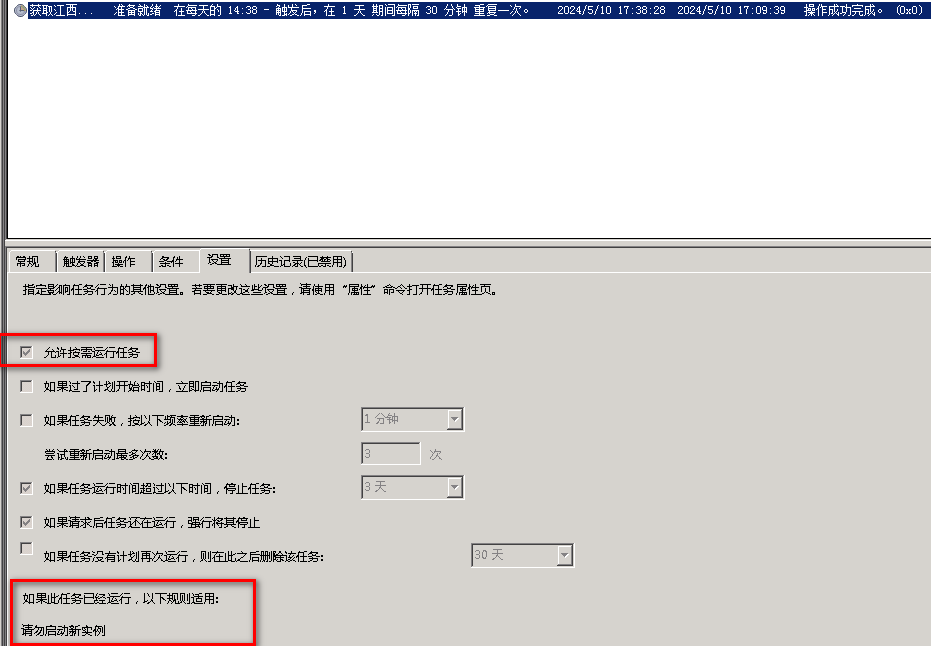 获取江西... 准备就绪 在每天的 14:38 - 触发后，在 1 天 期间每隔 30 分钟 重复一次。 2024/5/10 17:38:28 2024/5/10 17:09:39 操作成功完成。 (0x0)
常规 触发器 操作 条件 设置 历史记录(已禁用)
指定影响任务行为的其他设置。若要更改这些设置，请使用“属性”命令打开任务属性页。
允许按需运行任务
如果过了计划开始时间，立即启动任务
如果任务失败，按以下频率重新启动: 1 分钟
尝试重新启动最多次数: 3 次
如果任务运行时间超过以下时间，停止任务: 3 天
如果请求后任务还在运行，强行将其停止
如果任务没有计划再次运行，则在此之后删除该任务: 30 天
如果此任务已经运行，以下规则适用:
请勿启动新实例